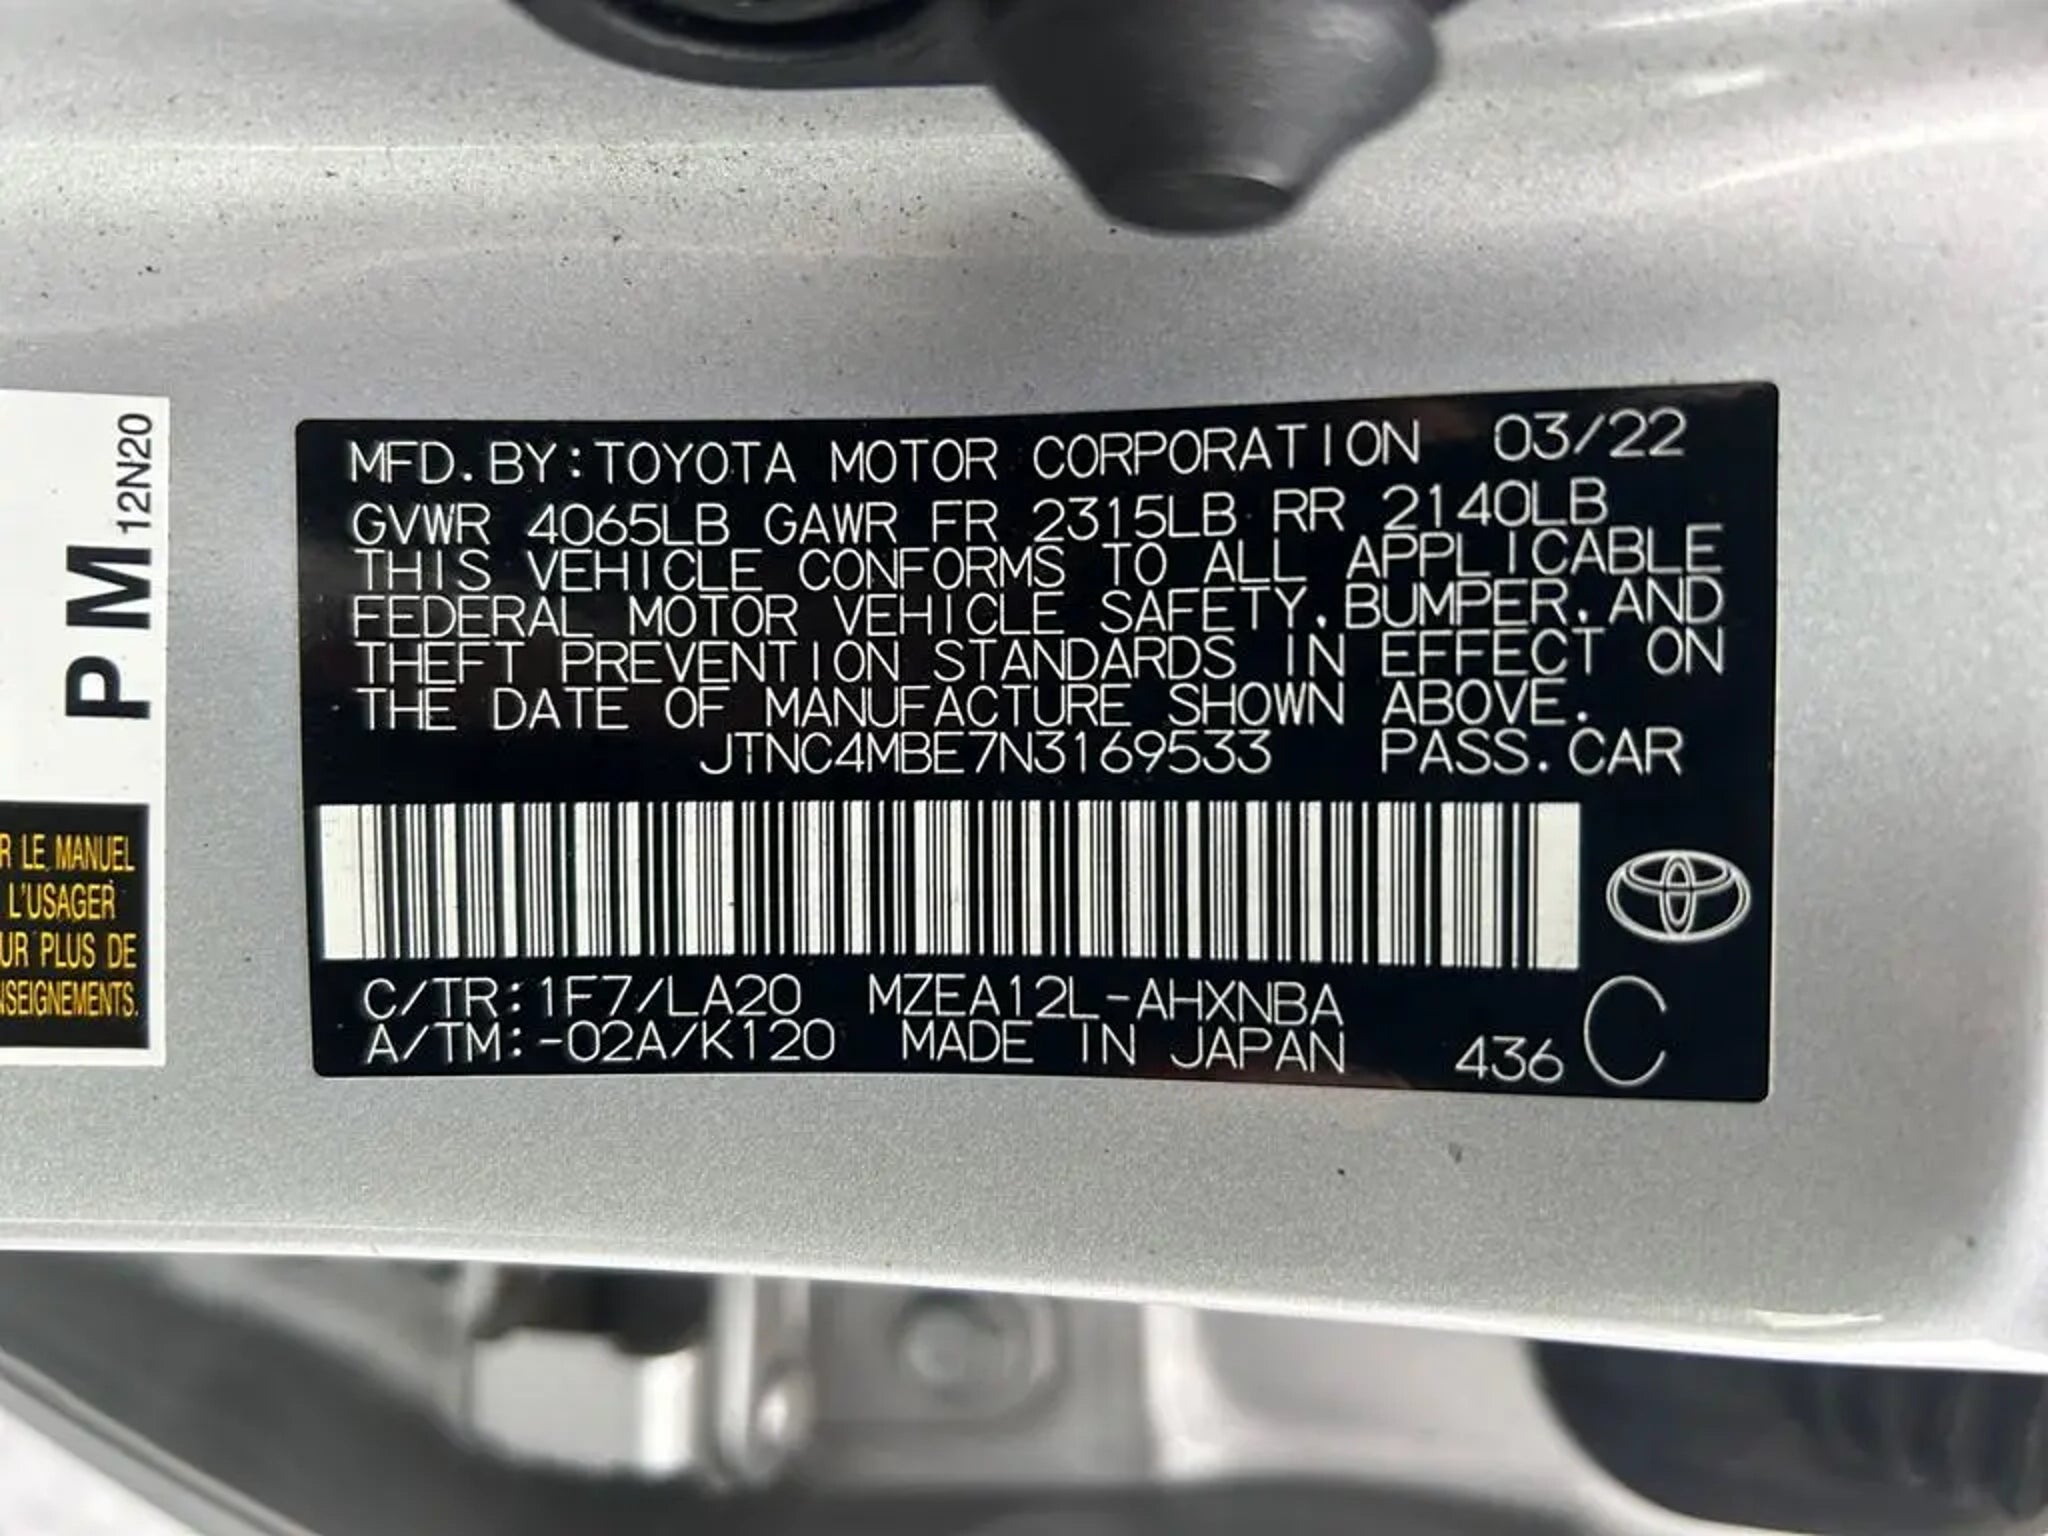 MFD.BY:TOYOTA MOTOR CORPORATION 03/22
GVWR 4065LB GAWR FR 2315LB RR 2140LB
THIS VEHICLE CONFORMS TO ALL APPLICABLE
FEDERAL MOTOR VEHICLE SAFETY,BUMPER,AND
THEFT PREVENTION STANDARDS IN EFFECT ON
THE DATE OF MANUFACTURE SHOWN ABOVE.
JTNC4MBE7N3169533 PASS.CAR
C/TR:1F7/LA20 MZEA12L-AHXNBA
A/TM:-02A/K120 MADE IN JAPAN 436 C
PM 12N20
R LE MANUEL
L'USAGER
UR PLUS DE
NSEIGNEMENTS.